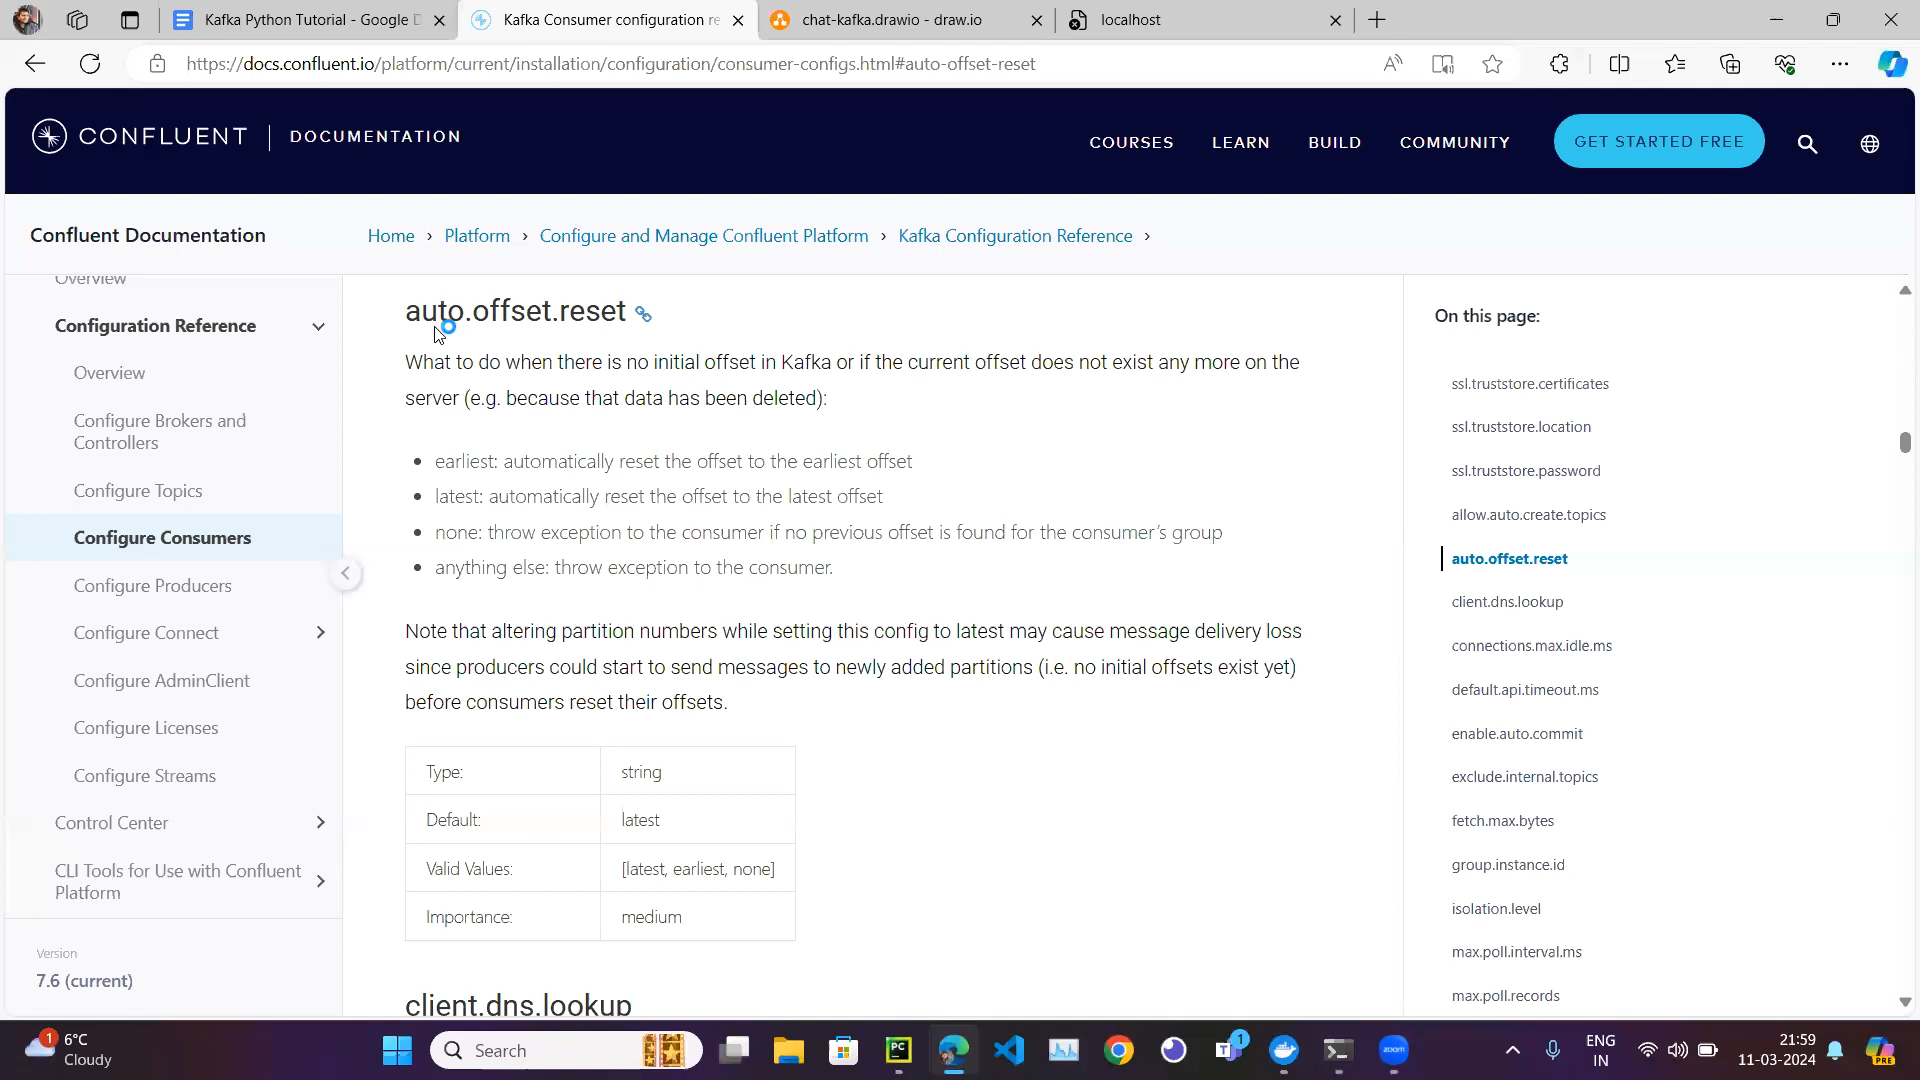 Kafka Python Tutorial - Google D
Kafka Consumer configuration re
chat-kafka.drawio - draw.io
localhost
https://docs.confluent.io/platform/current/installation/configuration/consumer-configs.html#auto-offset-reset
CONFLUENT
DOCUMENTATION
COURSES
LEARN
BUILD
COMMUNITY
GET STARTED FREE
Confluent Documentation
Home › Platform › Configure and Manage Confluent Platform › Kafka Configuration Reference ›
Overview
Configuration Reference
Overview
Configure Brokers and
Controllers
Configure Topics
Configure Consumers
Configure Producers
Configure Connect
Configure AdminClient
Configure Licenses
Configure Streams
Control Center
CLI Tools for Use with Confluent
Platform
Version
7.6 (current)
auto.offset.reset
What to do when there is no initial offset in Kafka or if the current offset does not exist any more on the
server (e.g. because that data has been deleted):
• earliest: automatically reset the offset to the earliest offset
• latest: automatically reset the offset to the latest offset
• none: throw exception to the consumer if no previous offset is found for the consumer’s group
• anything else: throw exception to the consumer.
Note that altering partition numbers while setting this config to latest may cause message delivery loss
since producers could start to send messages to newly added partitions (i.e. no initial offsets exist yet)
before consumers reset their offsets.
Type: string
Default: latest
Valid Values: [latest, earliest, none]
Importance: medium
client.dns.lookup
On this page:
ssl.truststore.certificates
ssl.truststore.location
ssl.truststore.password
allow.auto.create.topics
auto.offset.reset
client.dns.lookup
connections.max.idle.ms
default.api.timeout.ms
enable.auto.commit
exclude.internal.topics
fetch.max.bytes
group.instance.id
isolation.level
max.poll.interval.ms
max.poll.records
1
6°C
Cloudy
Search
PC
1
zoom
ENG
IN
21:59
11-03-2024
PRE